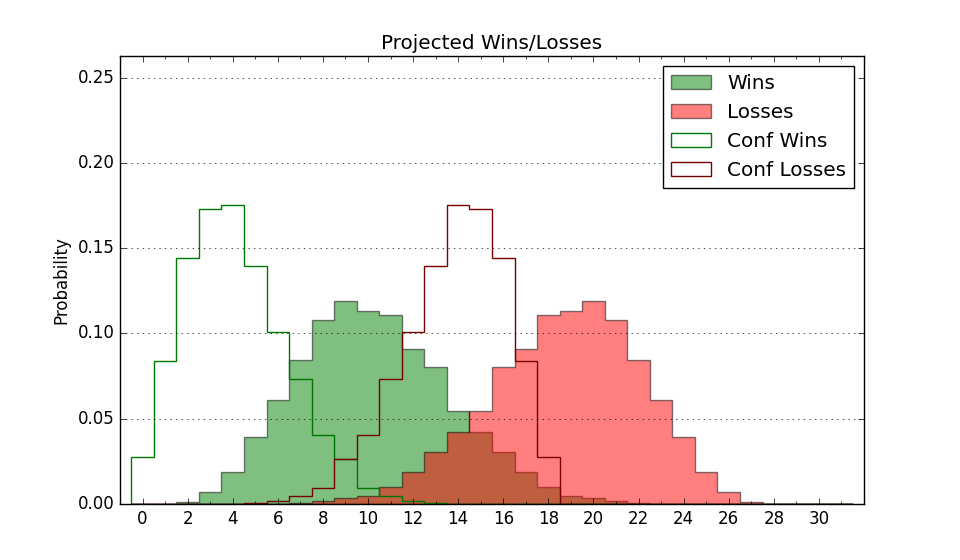 Projected Wins/Losses
Wins
Losses
Conf Wins
Conf Losses
Probability
0.25
0.20
0.15
0.10
0.05
0.00
0 2 4 6 8 10 12 14 16 18 20 22 24 26 28 30